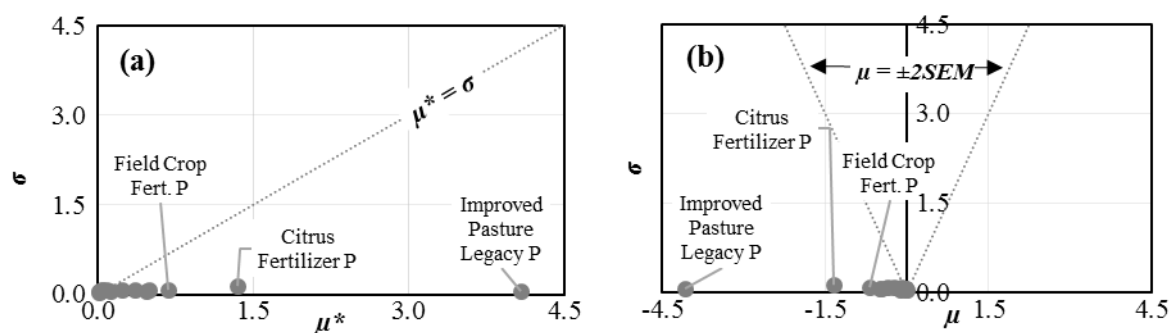 (a)
4.5
3.0
1.5
0.0
σ
μ* = σ
Field Crop
Fert. P
Citrus
Fertilizer P
Improved
Pasture
Legacy P
0.0
1.5
3.0
4.5
μ*
(b)
4.5
3.0
1.5
0.0
σ
μ = ±2SEM
Citrus
Fertilizer P
Field Crop
Fert. P
Improved
Pasture
Legacy P
-4.5
-1.5
1.5
4.5
μ